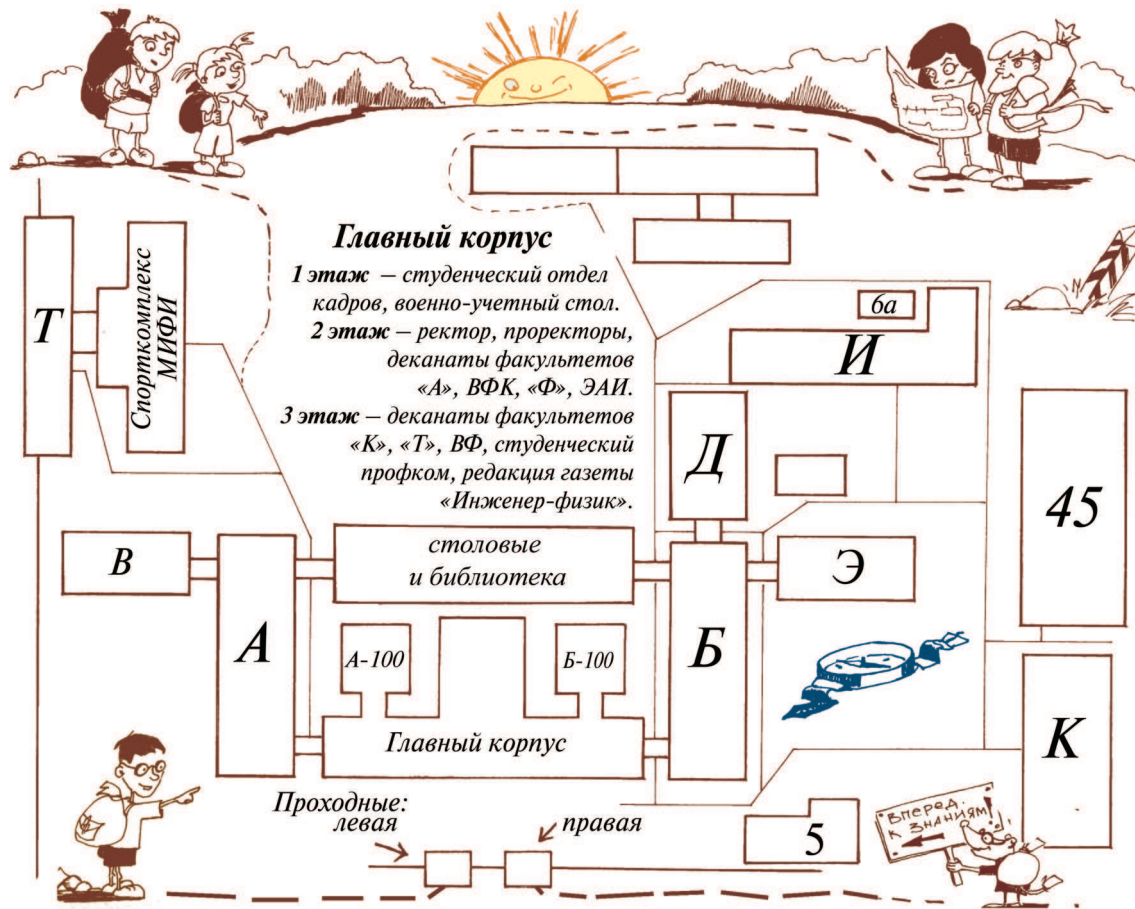 Главный корпус
1 этаж – студенческий отдел
кадров, военно-учетный стол.
2 этаж – ректор, проректоры,
деканаты факультетов
«А», ВФК, «Ф», ЭАИ.
3 этаж – деканаты факультетов
«К», «Т», ВФ, студенческий
профком, редакция газеты
«Инженер-физик».
Т
Спорткомплекс
МИФИ
6а
И
Д
45
В
А
столовые
и библиотека
Б
Э
А-100
Б-100
Главный корпус
К
Проходные:
левая
правая
5
ВПЕРЕД
К ЗНАНИЯМ!